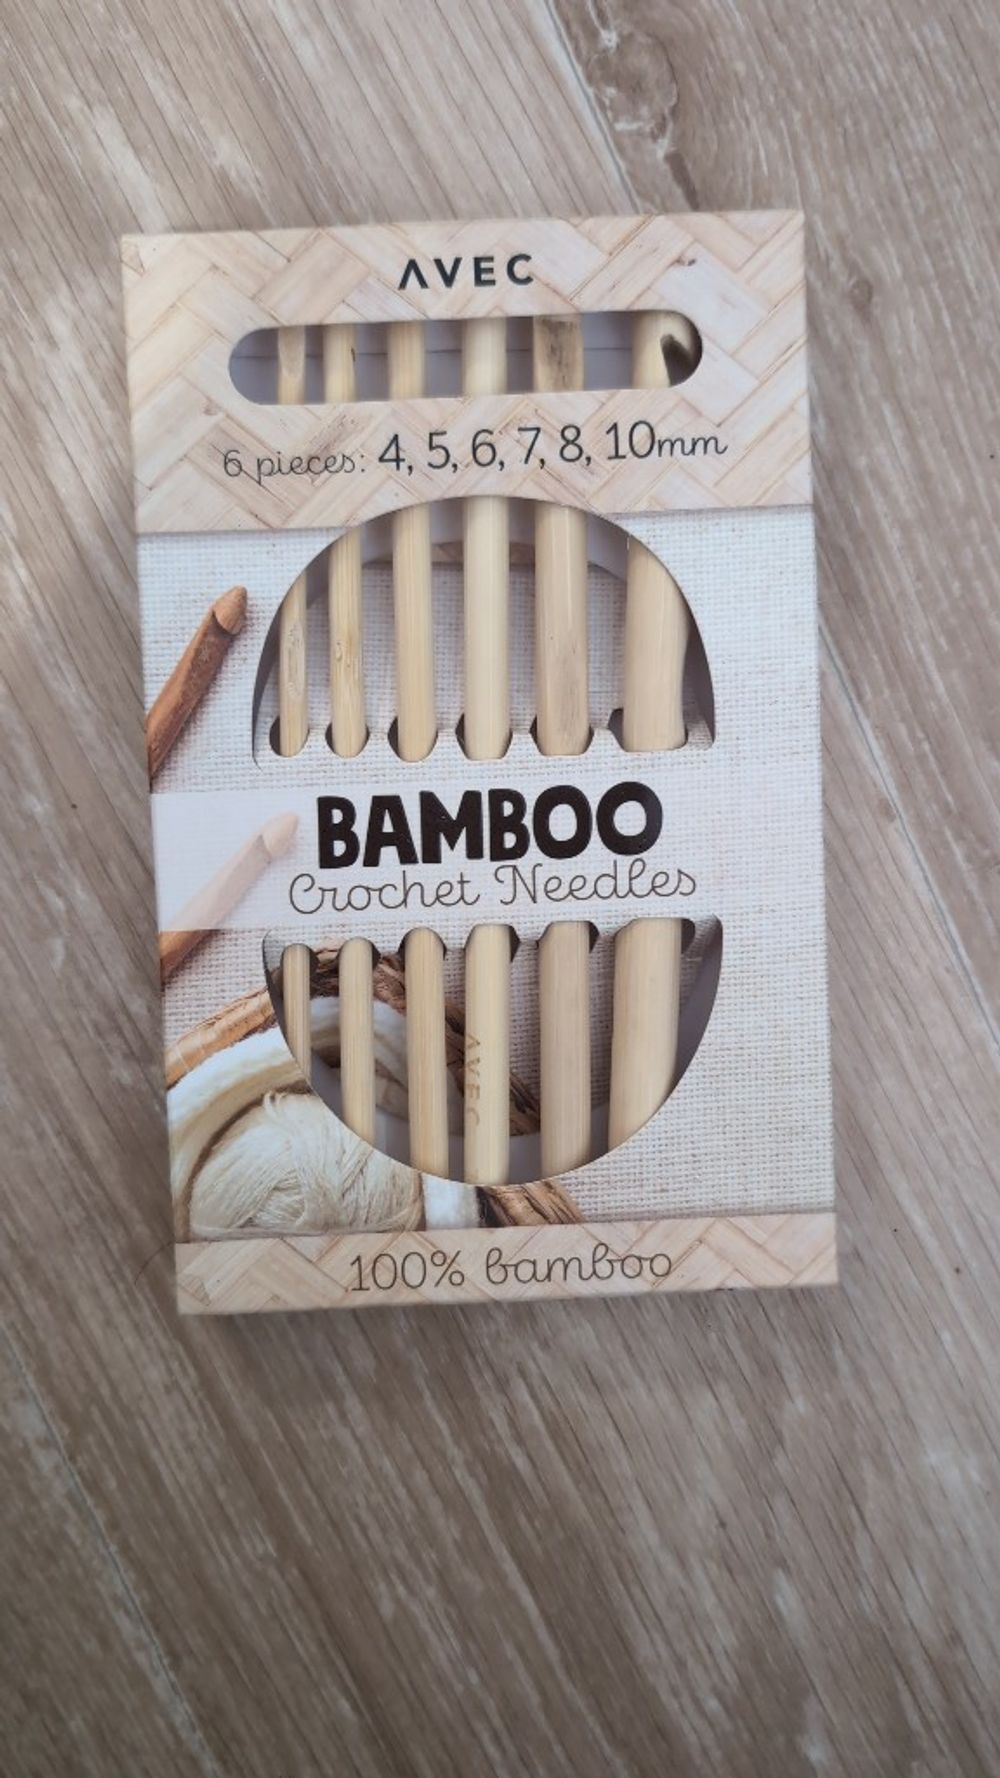 AVEC
6 pieces: 4, 5, 6, 7, 8, 10mm
BAMBOO
Crochet Needles
AVEC
100% bamboo